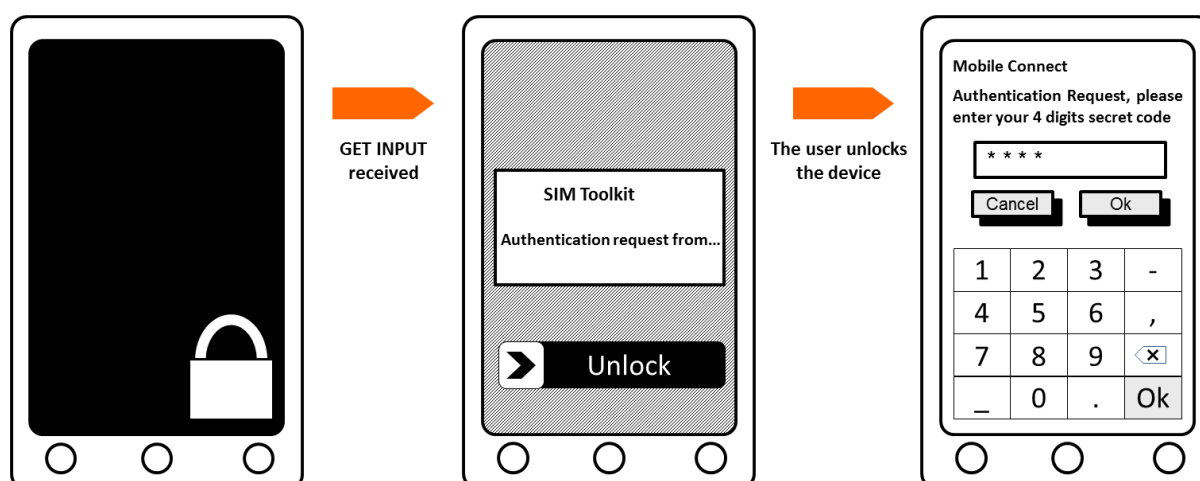 GET INPUT
received
SIM Toolkit
Authentication request from...
Unlock
The user unlocks
the device
Mobile Connect
Authentication Request, please
enter your 4 digits secret code
* * * *
Cancel
Ok
1 2 3 -
4 5 6 ,
7 8 9 ×
_ 0 . Ok